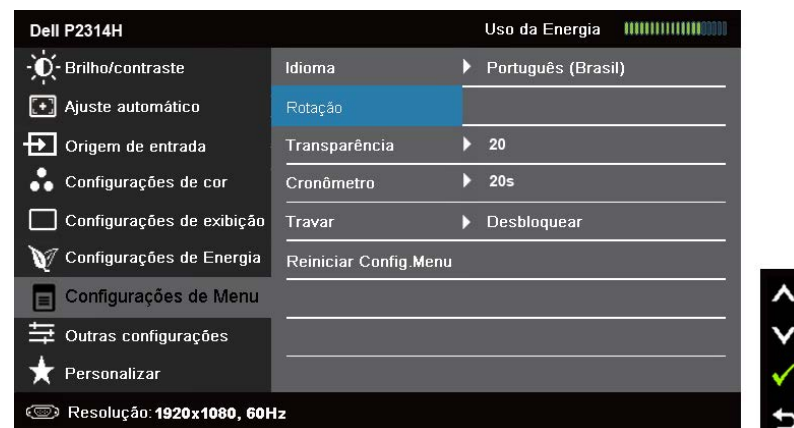 Dell P2314H Uso da Energia
Brilho/contraste Idioma Português (Brasil)
Ajuste automático Rotação
Origem de entrada Transparência 20
Configurações de cor Cronômetro 20s
Configurações de exibição Travar Desbloquear
Configurações de Energia Reiniciar Config.Menu
Configurações de Menu
Outras configurações
Personalizar
Resolução: 1920x1080, 60Hz